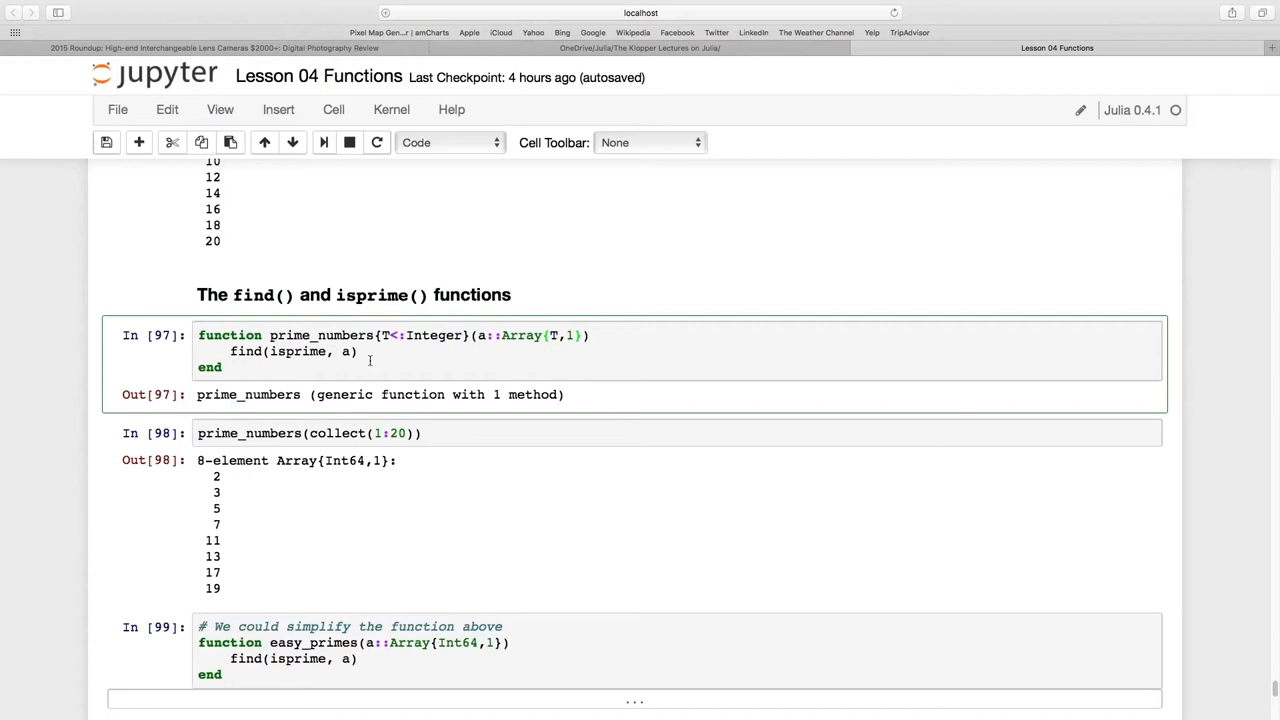 localhost
Pixel Map Gen...r | amCharts Apple iCloud Yahoo Bing Google Wikipedia Facebook Twitter LinkedIn The Weather Channel Yelp TripAdvisor
2015 Roundup: High-end Interchangeable Lens Cameras $2000+: Digital Photography Review OneDrive/Julia/The Klopper Lectures on Julia/ Lesson 04 Functions
jupyter Lesson 04 Functions Last Checkpoint: 4 hours ago (autosaved)
File Edit View Insert Cell Kernel Help Julia 0.4.1
Code Cell Toolbar: None
10
12
14
16
18
20
The find() and isprime() functions
In [97]: function prime_numbers{T<:Integer}(a::Array{T,1})
find(isprime, a)
end
Out[97]: prime_numbers (generic function with 1 method)
In [98]: prime_numbers(collect(1:20))
Out[98]: 8-element Array{Int64,1}:
2
3
5
7
11
13
17
19
In [99]: # We could simplify the function above
function easy_primes(a::Array{Int64,1})
find(isprime, a)
end
...